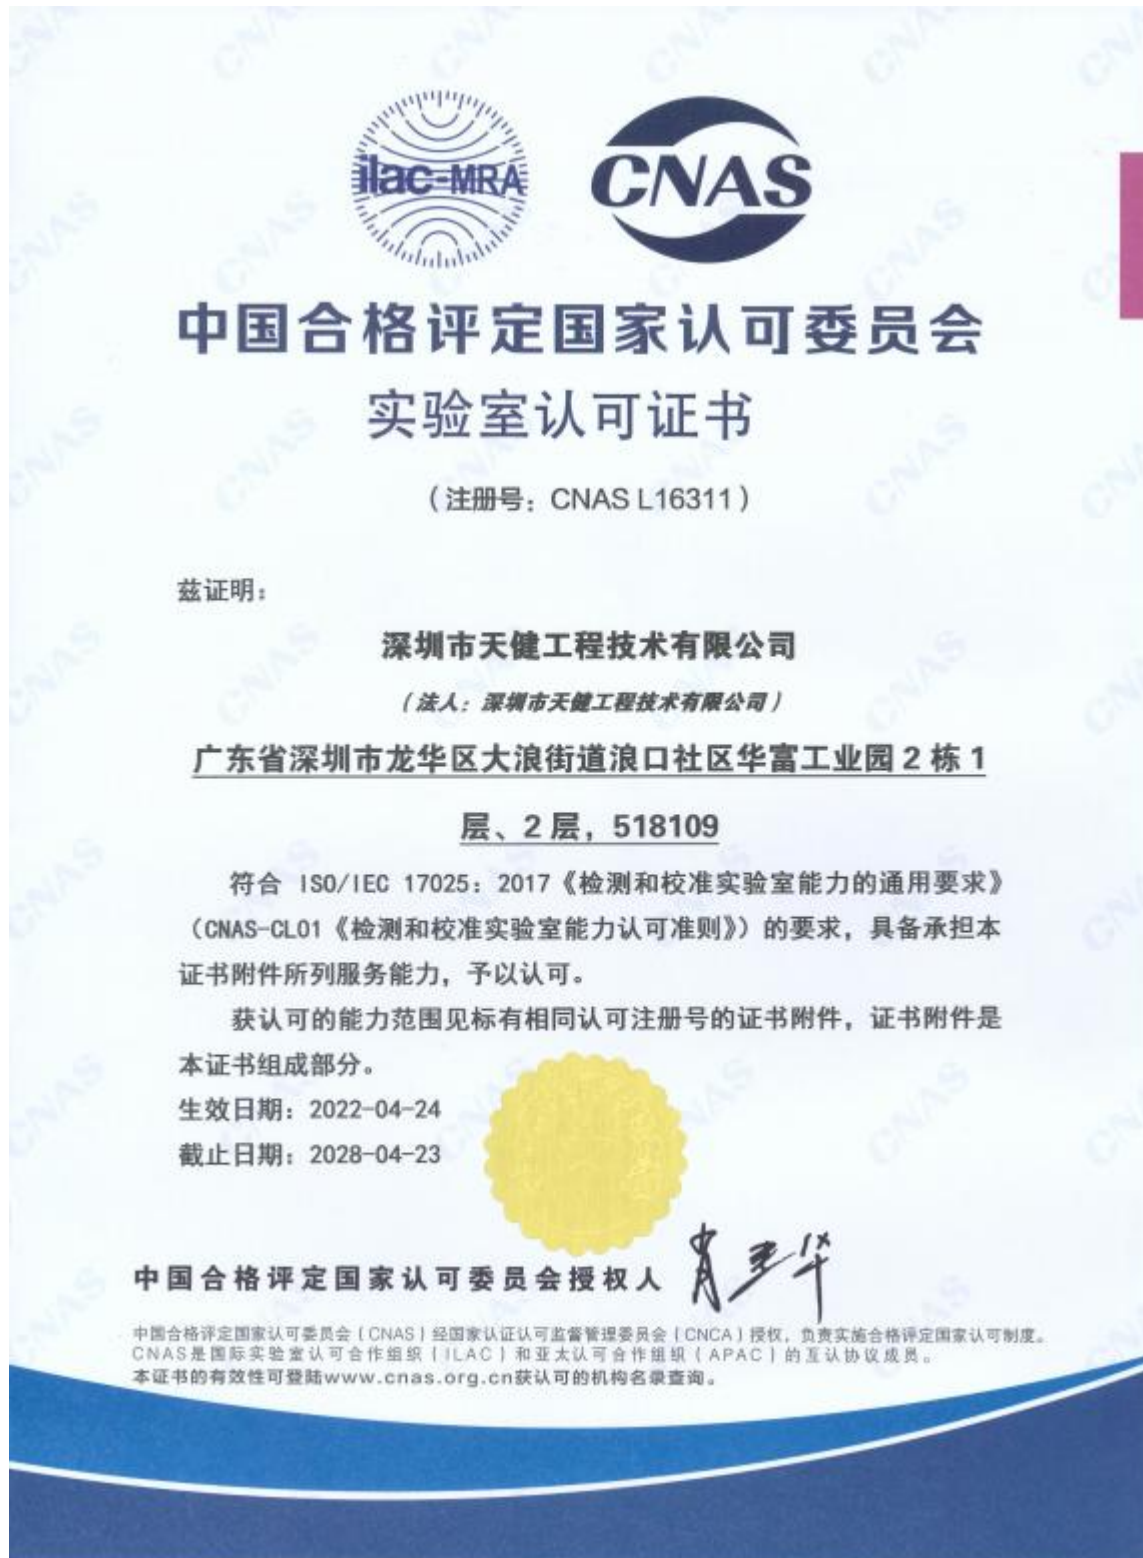 ilac-MRA
CNAS
中国合格评定国家认可委员会
实验室认可证书
（注册号：CNAS L16311）
兹证明：
深圳市天健工程技术有限公司
（法人：深圳市天健工程技术有限公司）
广东省深圳市龙华区大浪街道浪口社区华富工业园 2 栋 1
层、2 层，518109
符合 ISO/IEC 17025：2017《检测和校准实验室能力的通用要求》
（CNAS-CL01《检测和校准实验室能力认可准则》）的要求，具备承担本
证书附件所列服务能力，予以认可。
获认可的能力范围见标有相同认可注册号的证书附件，证书附件是
本证书组成部分。
生效日期：2022-04-24
截止日期：2028-04-23
中国合格评定国家认可委员会授权人
中国合格评定国家认可委员会（CNAS）经国家认证认可监督管理委员会（CNCA）授权，负责实施合格评定国家认可制度。
CNAS是国际实验室认可合作组织（ILAC）和亚太认可合作组织（APAC）的互认协议成员。
本证书的有效性可登陆www.cnas.org.cn获认可的机构名录查询。